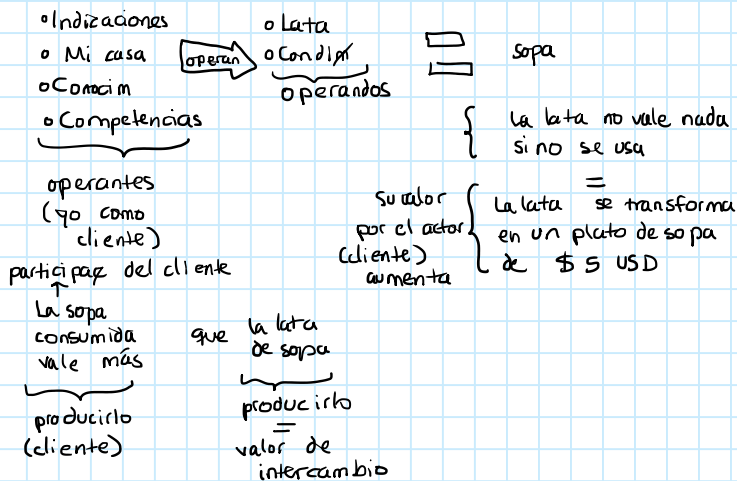 • Indicaciones
• Mi casa
• Conocim
• Competencias
operan
• Lata
• Condim
operandos
=
sopa
operantes
(yo como
cliente)
La lata no vale nada
si no se usa
=
Su valor
por el actor
(cliente)
aumenta
La lata se transforma
en un plato de sopa
de $5 USD
del cliente
↑
La sopa
consumida
vale más
que la lata
de sopa
producirlo
(cliente)
producirlo
=
valor de
intercambio